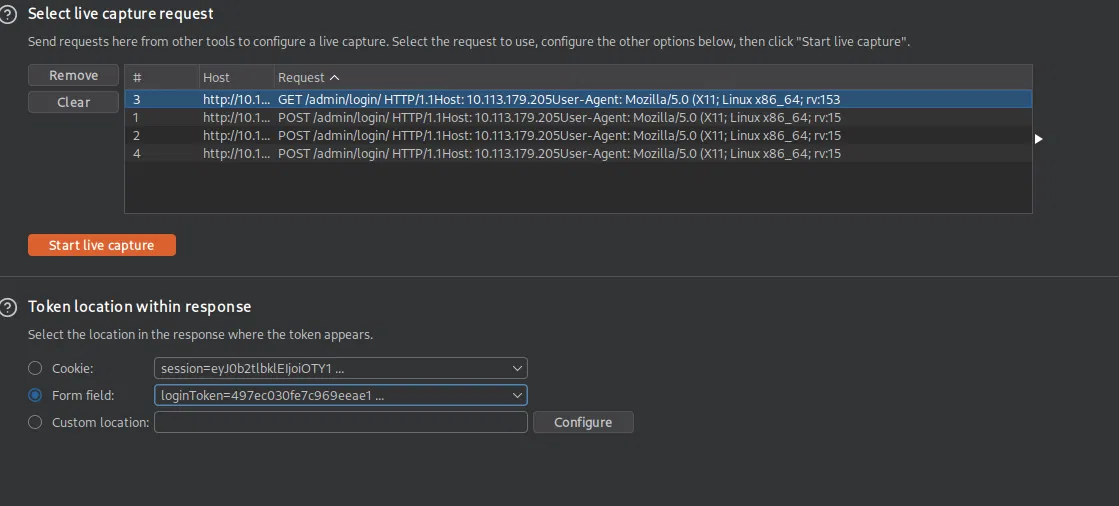 Select live capture request
Send requests here from other tools to configure a live capture. Select the request to use, configure the other options below, then click "Start live capture".
Remove
Clear
# Host Request
3 http://10.1... GET /admin/login/ HTTP/1.1Host: 10.113.179.205User-Agent: Mozilla/5.0 (X11; Linux x86_64; rv:153
1 http://10.1... POST /admin/login/ HTTP/1.1Host: 10.113.179.205User-Agent: Mozilla/5.0 (X11; Linux x86_64; rv:15
2 http://10.1... POST /admin/login/ HTTP/1.1Host: 10.113.179.205User-Agent: Mozilla/5.0 (X11; Linux x86_64; rv:15
4 http://10.1... POST /admin/login/ HTTP/1.1Host: 10.113.179.205User-Agent: Mozilla/5.0 (X11; Linux x86_64; rv:15
Start live capture
Token location within response
Select the location in the response where the token appears.
Cookie: session=eyJ0b2tlbklEIjoiOTY1 ...
Form field: loginToken=497ec030fe7c969eeae1 ...
Custom location: Configure